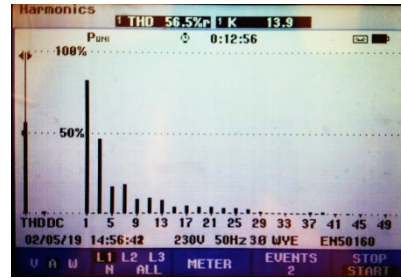 Harmonics
1 THD 56.5%r 1 K 13.9
PUNI 0:12:56
100%
50%
THDDC 1 5 9 13 17 21 25 29 33 37 41 45 49
02/05/19 14:56:42 230V 50Hz 3Ø WYE EN50160
V A W L1 L2 L3 METER EVENTS STOP
N ALL 2 START